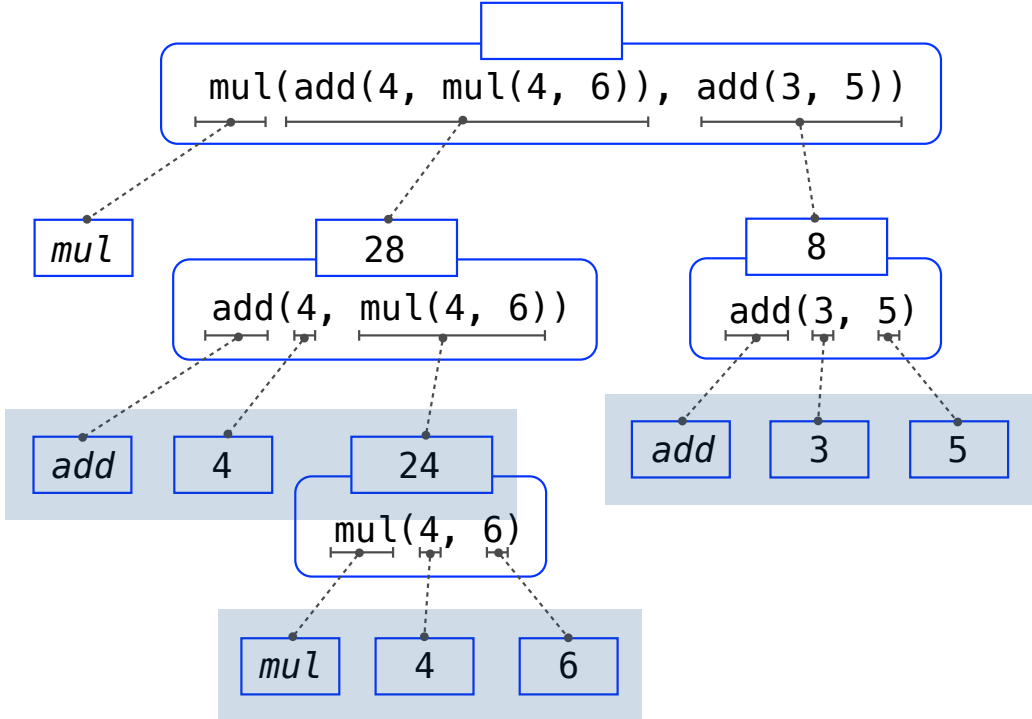 mul(add(4, mul(4, 6)), add(3, 5))
mul
28
8
add(4, mul(4, 6))
add(3, 5)
add
4
24
add
3
5
mul(4, 6)
mul
4
6